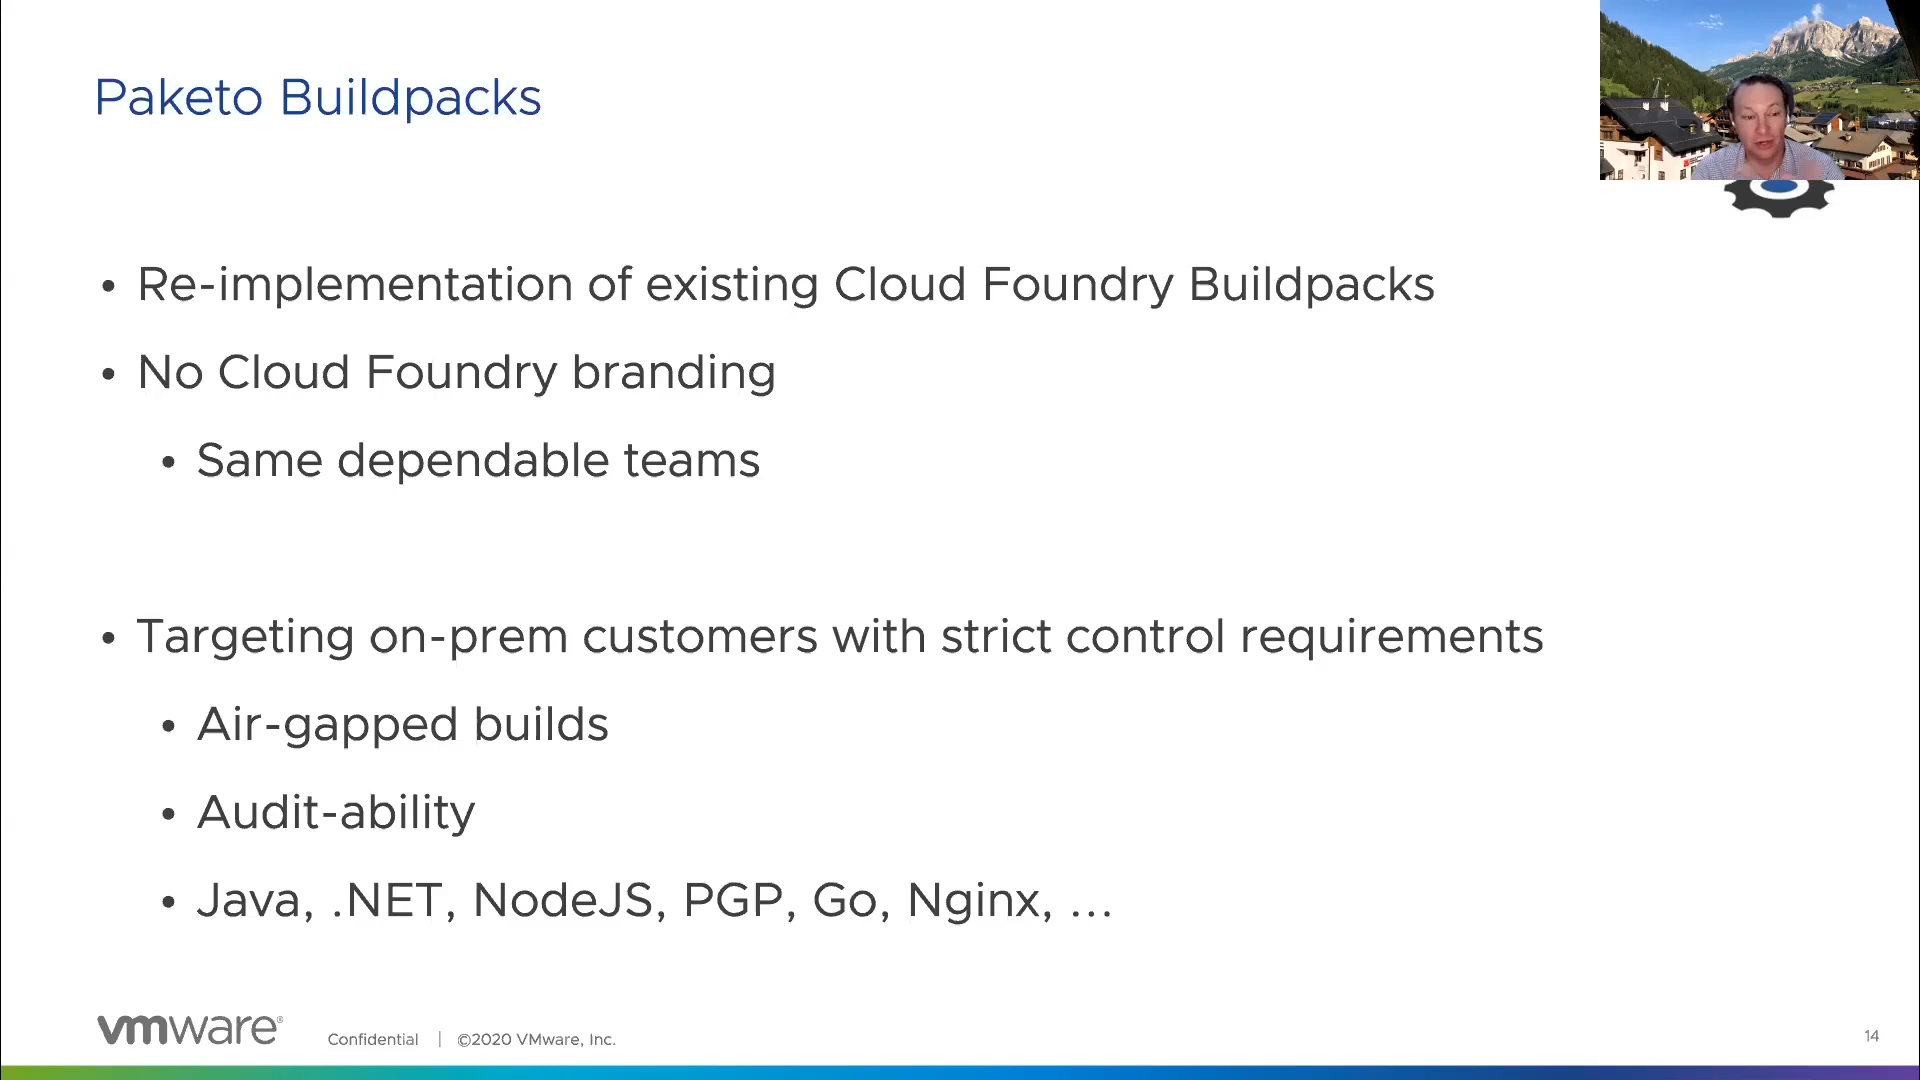 Paketo Buildpacks
• Re-implementation of existing Cloud Foundry Buildpacks
• No Cloud Foundry branding
• Same dependable teams
• Targeting on-prem customers with strict control requirements
• Air-gapped builds
• Audit-ability
• Java, .NET, NodeJS, PGP, Go, Nginx, ...
vmware® Confidential | ©2020 VMware, Inc.
14